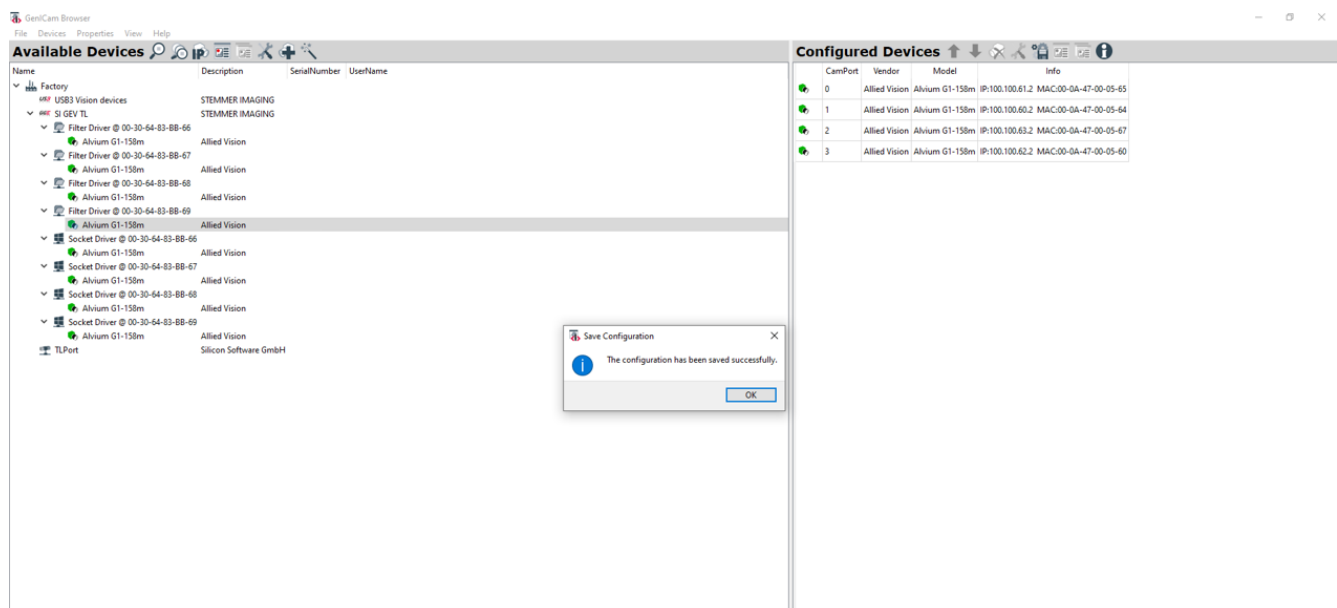 GenICam Browser
File Devices Properties View Help
Available Devices
Name Description SerialNumber UserName
Factory
USB3 Vision devices STEMMER IMAGING
SI GEV TL STEMMER IMAGING
Filter Driver @ 00-30-64-83-BB-66
Alvium G1-158m Allied Vision
Filter Driver @ 00-30-64-83-BB-67
Alvium G1-158m Allied Vision
Filter Driver @ 00-30-64-83-BB-68
Alvium G1-158m Allied Vision
Filter Driver @ 00-30-64-83-BB-69
Alvium G1-158m Allied Vision
Socket Driver @ 00-30-64-83-BB-66
Alvium G1-158m Allied Vision
Socket Driver @ 00-30-64-83-BB-67
Alvium G1-158m Allied Vision
Socket Driver @ 00-30-64-83-BB-68
Alvium G1-158m Allied Vision
Socket Driver @ 00-30-64-83-BB-69
Alvium G1-158m Allied Vision
TLPort Silicon Software GmbH
Save Configuration
The configuration has been saved successfully.
OK
Configured Devices
CamPort Vendor Model Info
0 Allied Vision Alvium G1-158m IP:100.100.61.2 MAC:00-0A-47-00-05-65
1 Allied Vision Alvium G1-158m IP:100.100.60.2 MAC:00-0A-47-00-05-64
2 Allied Vision Alvium G1-158m IP:100.100.63.2 MAC:00-0A-47-00-05-67
3 Allied Vision Alvium G1-158m IP:100.100.62.2 MAC:00-0A-47-00-05-60